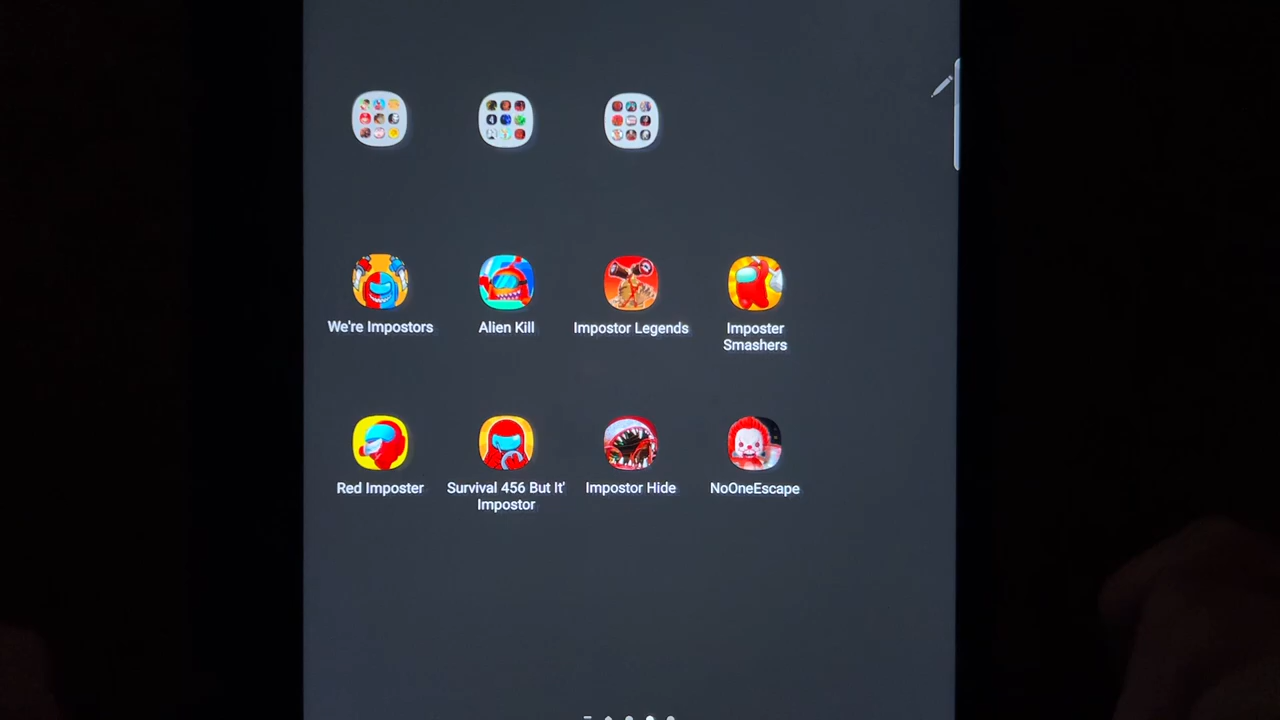 We're Impostors
Alien Kill
Impostor Legends
Imposter
Smashers
Red Imposter
Survival 456 But It'
Impostor
Impostor Hide
NoOneEscape